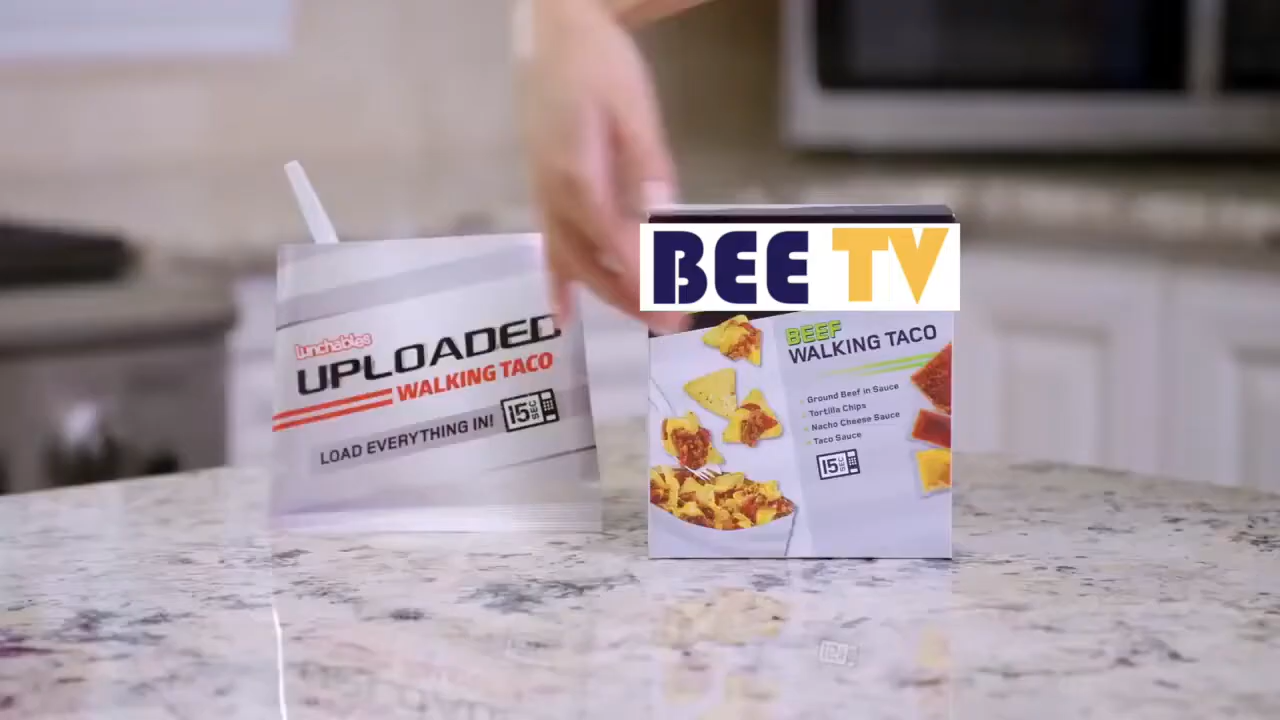 lunchables
UPLOADED
WALKING TACO
LOAD EVERYTHING IN!
15 SEC
BEE TV
BEEF
WALKING TACO
Ground Beef in Sauce
Tortilla Chips
Nacho Cheese Sauce
Taco Sauce
15 SEC